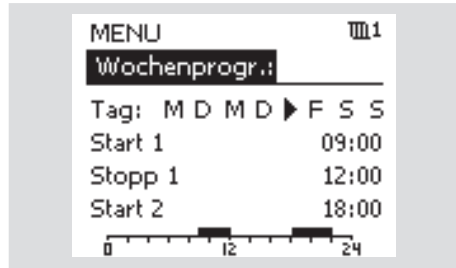 MENU 1
Wochenprogr.:
Tag: M D M D ▶ F S S
Start 1 09:00
Stopp 1 12:00
Start 2 18:00
0 12 24